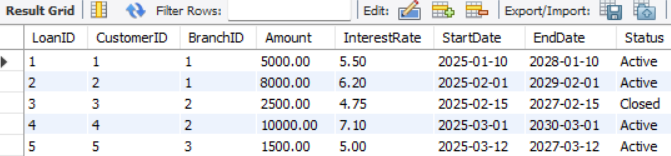 Result Grid Filter Rows: Edit: Export/Import:
LoanID CustomerID BranchID Amount InterestRate StartDate EndDate Status
1 1 1 5000.00 5.50 2025-01-10 2028-01-10 Active
2 2 1 8000.00 6.20 2025-02-01 2029-02-01 Active
3 3 2 2500.00 4.75 2025-02-15 2027-02-15 Closed
4 4 2 10000.00 7.10 2025-03-01 2030-03-01 Active
5 5 3 1500.00 5.00 2025-03-12 2027-03-12 Active